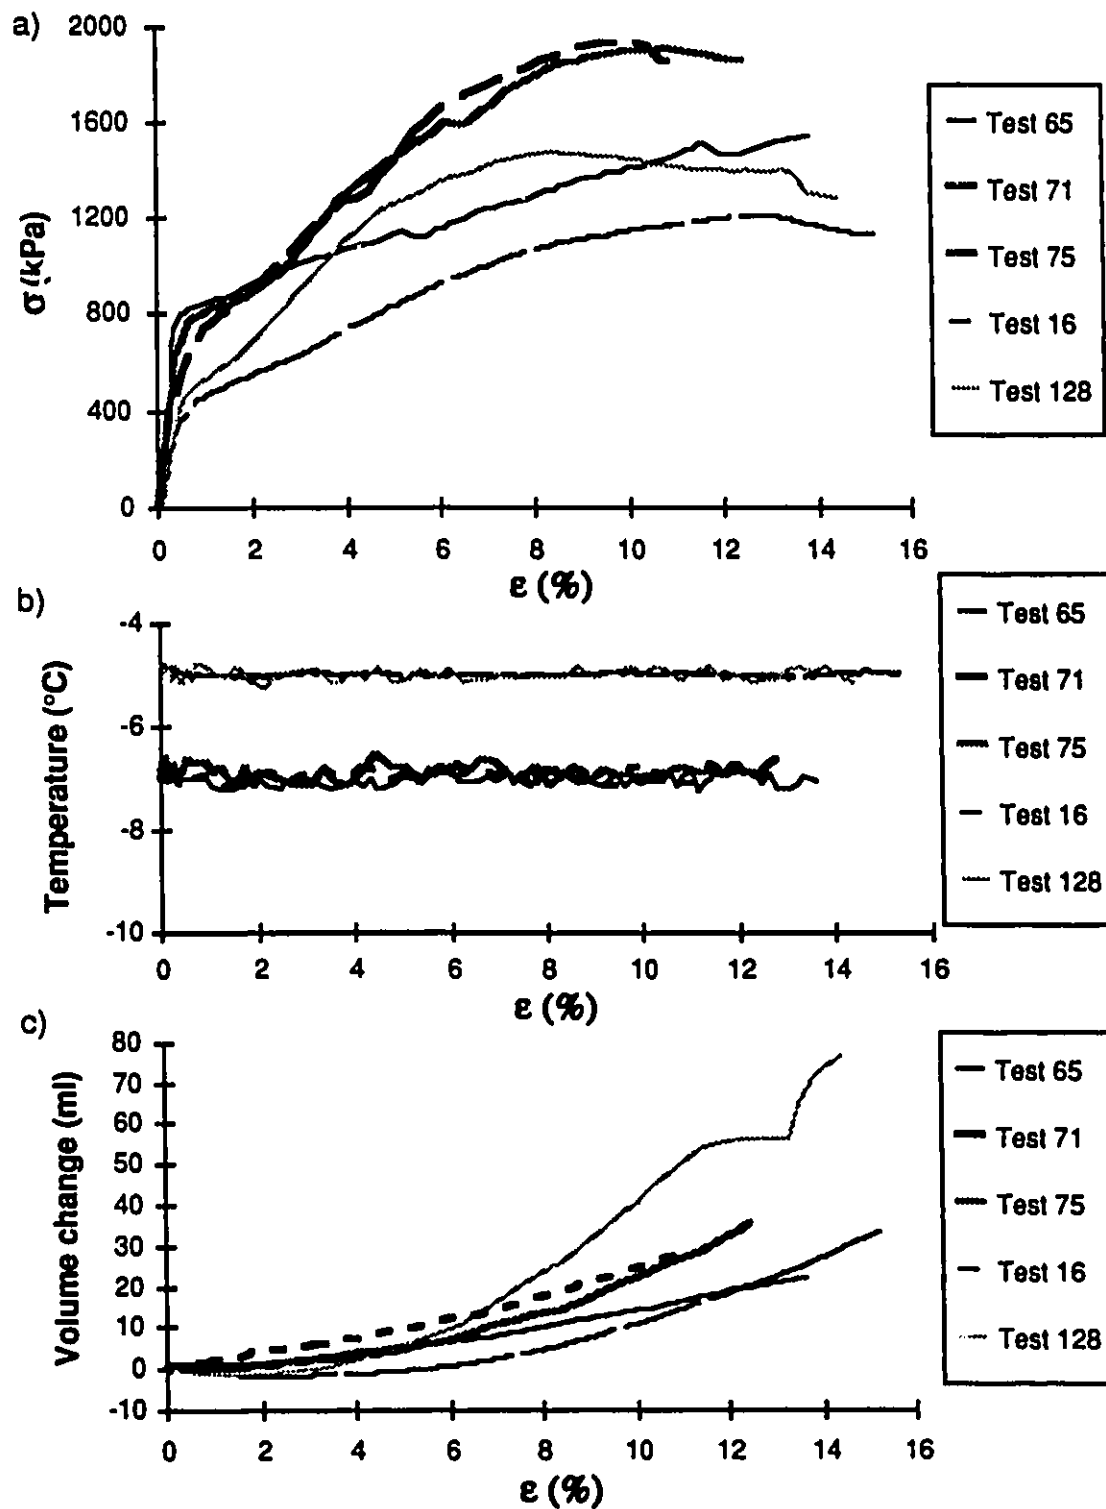 a)
2000
1600
1200
800
400
0
σ (kPa)
0 2 4 6 8 10 12 14 16
ε (%)
Test 65
Test 71
Test 75
Test 16
Test 128
b)
-4
-6
-8
-10
Temperature (°C)
0 2 4 6 8 10 12 14 16
ε (%)
Test 65
Test 71
Test 75
Test 16
Test 128
c)
80
70
60
50
40
30
20
10
0
-10
Volume change (ml)
0 2 4 6 8 10 12 14 16
ε (%)
Test 65
Test 71
Test 75
Test 16
Test 128